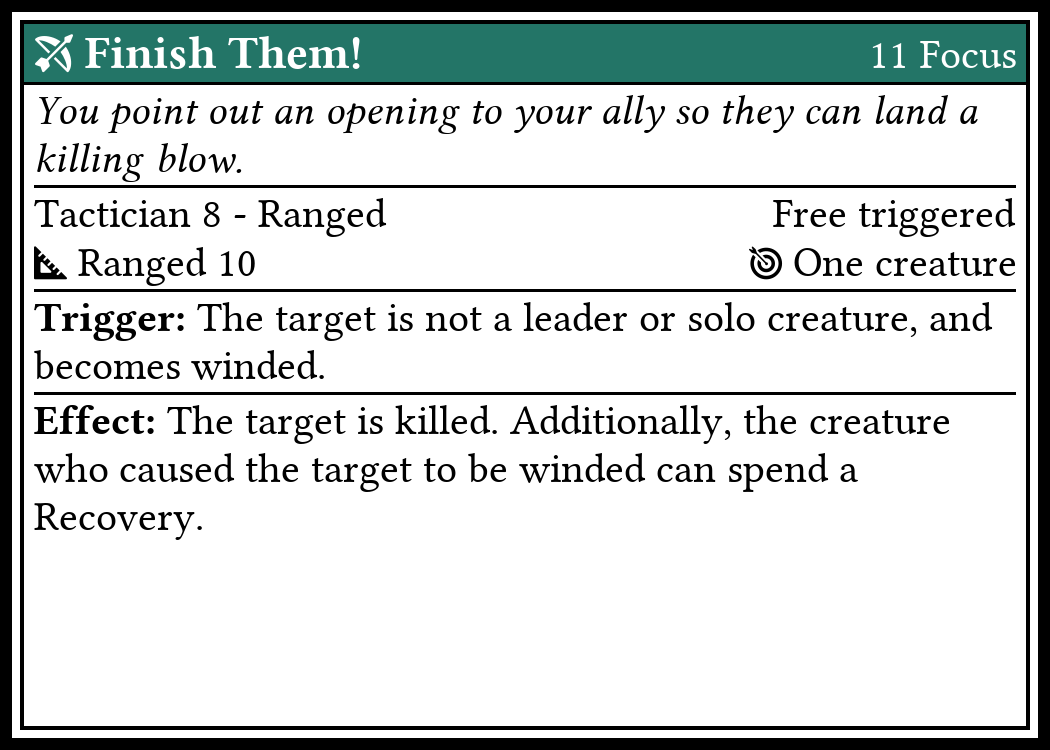 Finish Them! 11 Focus
You point out an opening to your ally so they can land a
killing blow.
Tactician 8 - Ranged Free triggered
Ranged 10 One creature
Trigger: The target is not a leader or solo creature, and
becomes winded.
Effect: The target is killed. Additionally, the creature
who caused the target to be winded can spend a
Recovery.